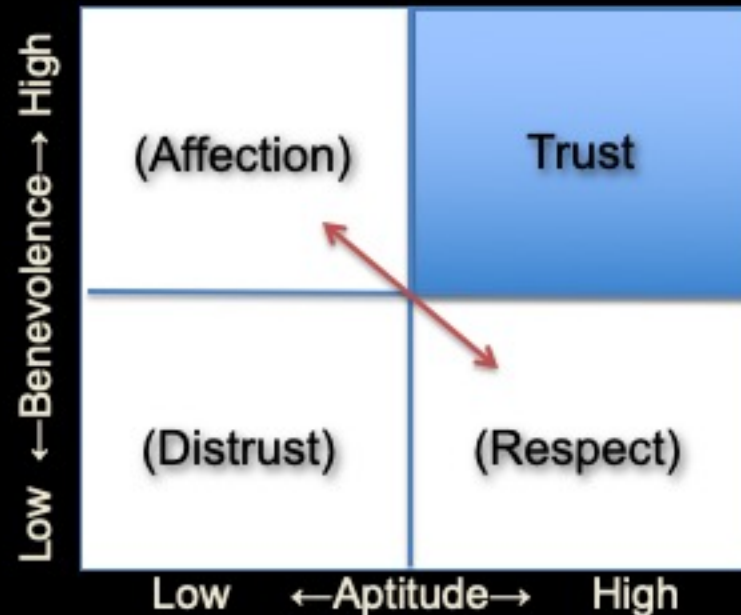 Low ←Benevolence→ High
(Affection)
Trust
(Distrust)
(Respect)
Low ←Aptitude→ High